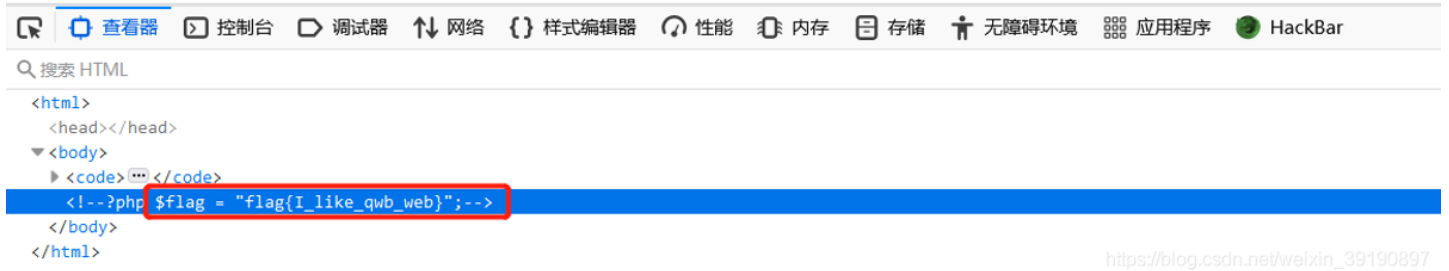 查看器 控制台 调试器 网络 {} 样式编辑器 性能 内存 存储 无障碍环境 应用程序 HackBar
搜索 HTML
<html>
<head></head>
<body>
<code>···</code>
<!--?php $flag = "flag{I_like_qwb_web}";-->
</body>
</html>
https://blog.csdn.net/weixin_39190897